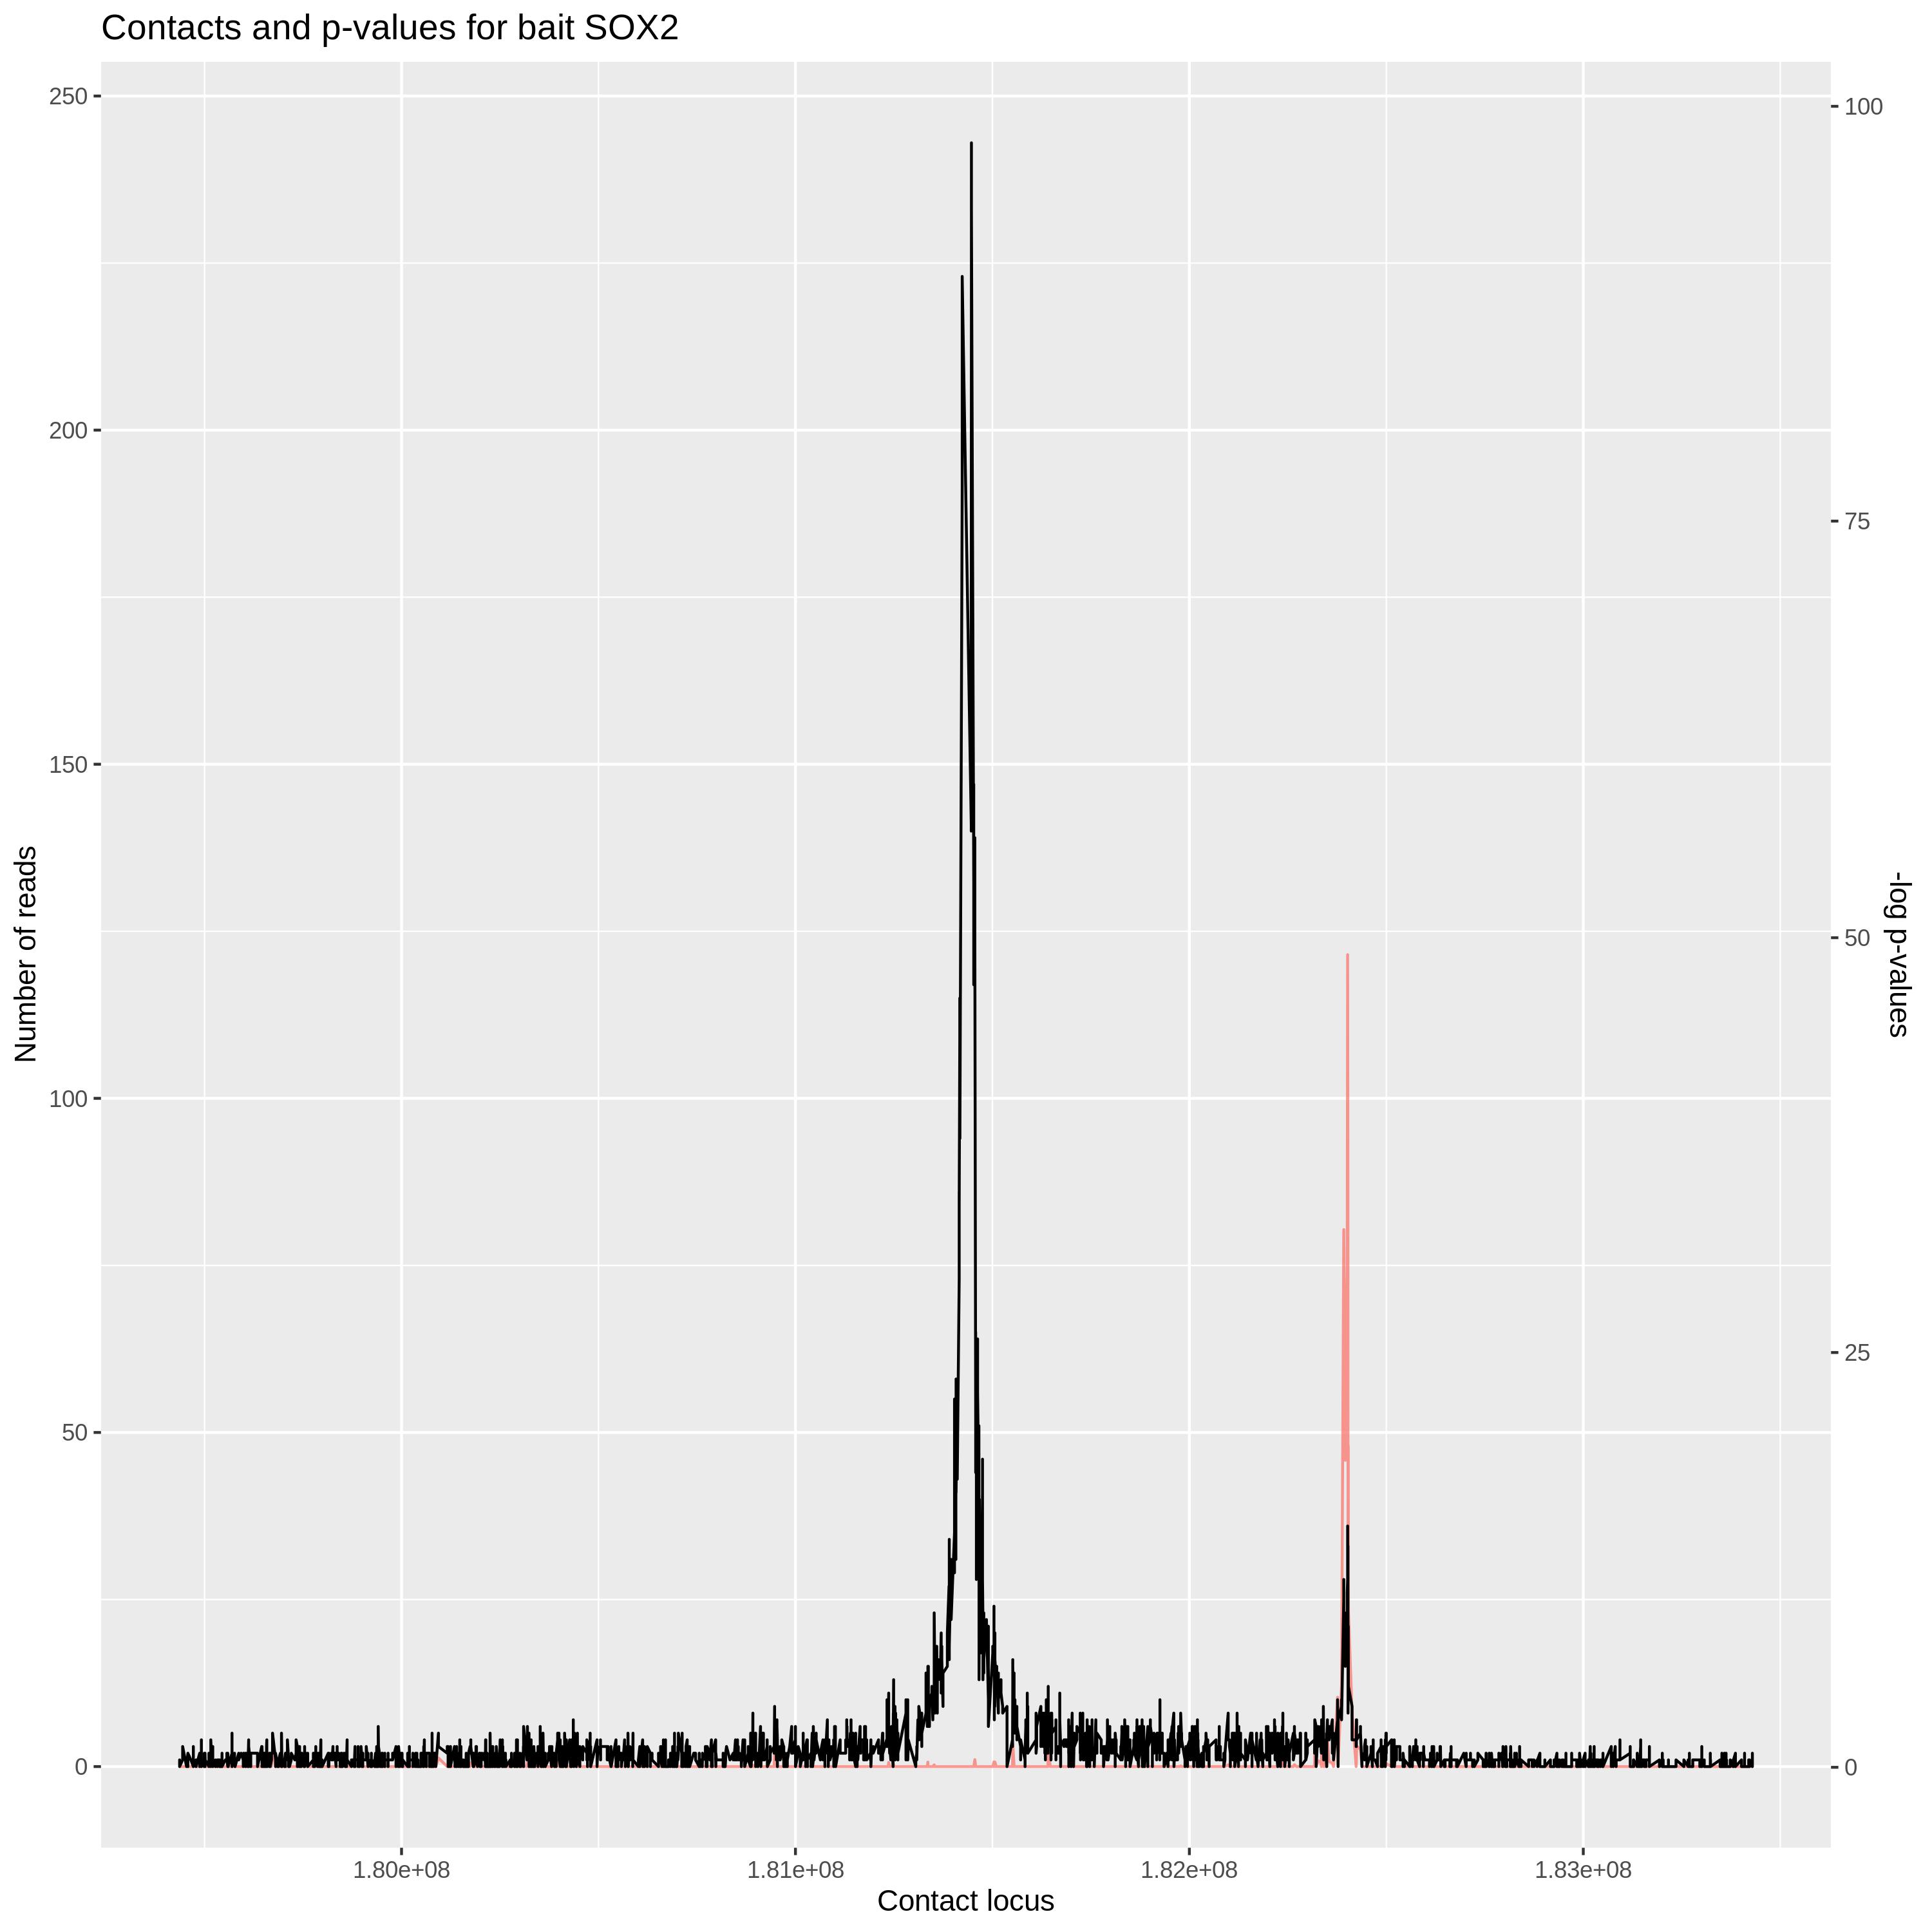 Contacts and p-values for bait SOX2
250
200
150
100
50
0
Number of reads
100
75
50
25
0
-log p-values
1.80e+08
1.81e+08
1.82e+08
1.83e+08
Contact locus